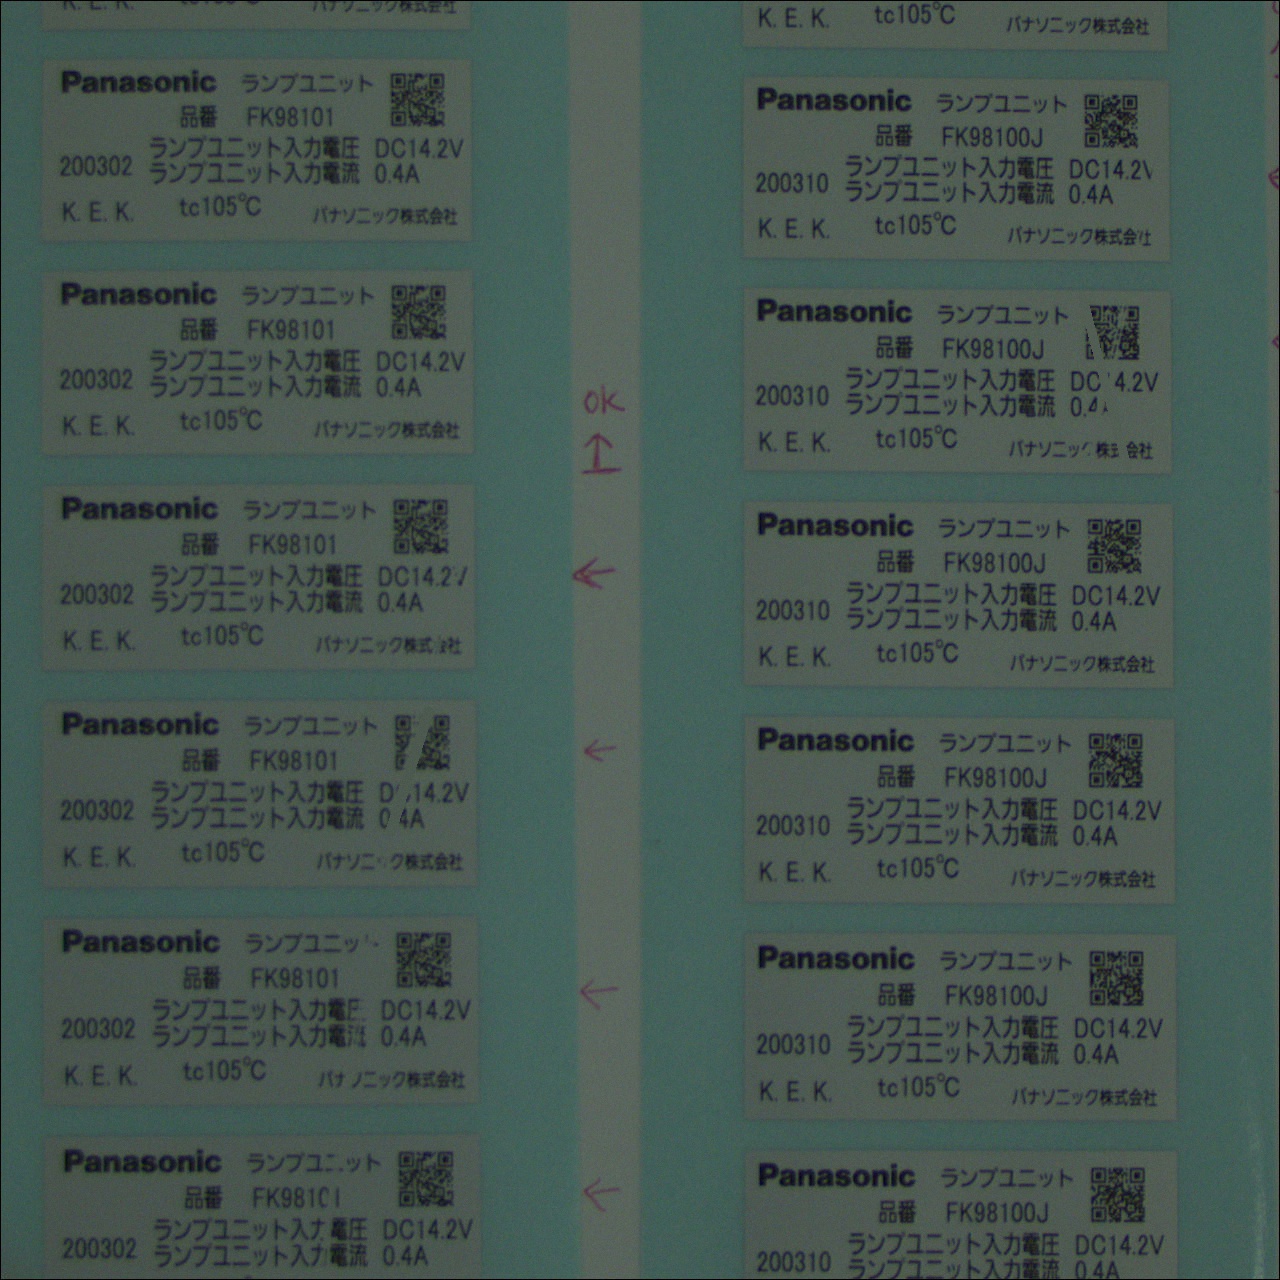 K. E. K. tc105℃ パナソニック株式会社
Panasonic ランプユニット
品番 FK98101
ランプユニット入力電圧 DC14.2V
200302 ランプユニット入力電流 0.4A
K. E. K. tc105℃ パナソニック株式会社
Panasonic ランプユニット
品番 FK98101
ランプユニット入力電圧 DC14.2V
200302 ランプユニット入力電流 0.4A
K. E. K. tc105℃ パナソニック株式会社
Panasonic ランプユニット
品番 FK98101
ランプユニット入力電圧 DC14.2V
200302 ランプユニット入力電流 0.4A
K. E. K. tc105℃ パナソニック株式会社
Panasonic ランプユニット
品番 FK98101
ランプユニット入力電圧 D 14.2V
200302 ランプユニット入力電流 0 4A
K. E. K. tc105℃ パナソニック株式会社
Panasonic ランプユニッ
品番 FK98101
ランプユニット入力電圧 DC14.2V
200302 ランプユニット入力電流 0.4A
K. E. K. tc105℃ パナソニック株式会社
Panasonic ランプユニット
品番 FK98101
ランプユニット入力電圧 DC14.2V
200302 ランプユニット入力電流 0.4A
OK
↑
←
←
←
←
K. E. K. tc105℃ パナソニック株式会社
Panasonic ランプユニット
品番 FK98100J
ランプユニット入力電圧 DC14.2V
200310 ランプユニット入力電流 0.4A
K. E. K. tc105℃ パナソニック株式会社
Panasonic ランプユニット
品番 FK98100J
ランプユニット入力電圧 DC 4.2V
200310 ランプユニット入力電流 0.4
K. E. K. tc105℃ パナソニッ 株 会社
Panasonic ランプユニット
品番 FK98100J
ランプユニット入力電圧 DC14.2V
200310 ランプユニット入力電流 0.4A
K. E. K. tc105℃ パナソニック株式会社
Panasonic ランプユニット
品番 FK98100J
ランプユニット入力電圧 DC14.2V
200310 ランプユニット入力電流 0.4A
K. E. K. tc105℃ パナソニック株式会社
Panasonic ランプユニット
品番 FK98100J
ランプユニット入力電圧 DC14.2V
200310 ランプユニット入力電流 0.4A
K. E. K. tc105℃ パナソニック株式会社
Panasonic ランプユニット
品番 FK98100J
ランプユニット入力電圧 DC14.2V
200310 ランプユニット入力電流 0.4A